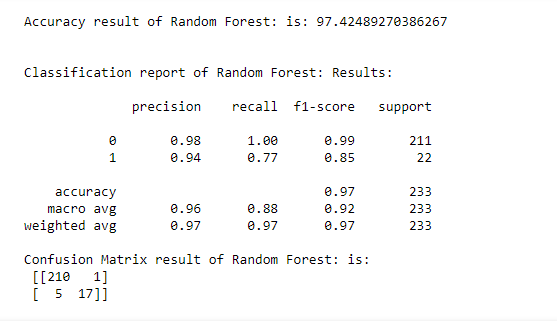 Accuracy result of Random Forest: is: 97.42489270386267
Classification report of Random Forest: Results:
precision recall f1-score support
0 0.98 1.00 0.99 211
1 0.94 0.77 0.85 22
accuracy 0.97 233
macro avg 0.96 0.88 0.92 233
weighted avg 0.97 0.97 0.97 233
Confusion Matrix result of Random Forest: is:
[[210 1]
[ 5 17]]